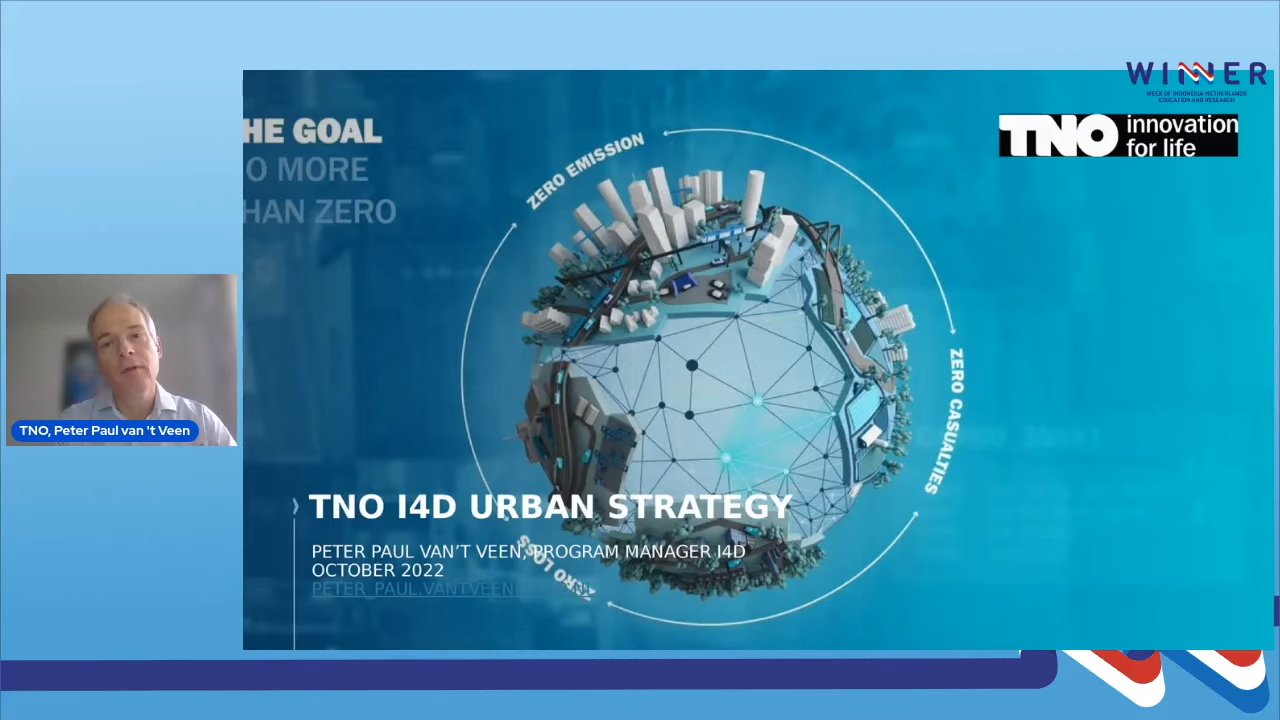 WINNER
WEEK OF INDONESIA-NETHERLANDS
EDUCATION AND RESEARCH
TNO innovation
for life
HE GOAL
O MORE
HAN ZERO
ZERO EMISSION
ZERO CASUALTIES
ZERO LOSS
TNO, Peter Paul van 't Veen
TNO I4D URBAN STRATEGY
PETER PAUL VAN'T VEEN, PROGRAM MANAGER I4D
OCTOBER 2022